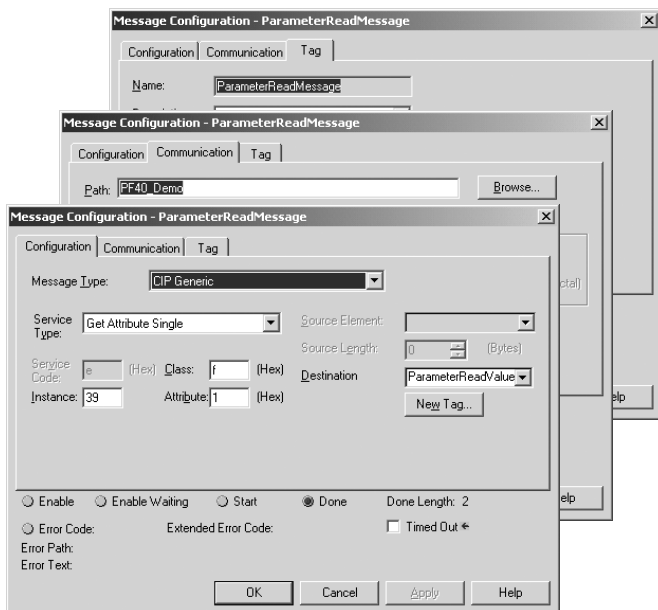 Message Configuration - ParameterReadMessage
Configuration Communication Tag
Name: ParameterReadMessage
Message Configuration - ParameterReadMessage
Configuration Communication Tag
Path: PF40_Demo Browse...
Message Configuration - ParameterReadMessage
Configuration Communication Tag
Message Type: CIP Generic
Service Type: Get Attribute Single
Source Element:
Source Length: 0 (Bytes)
Service Code: e (Hex) Class: f (Hex)
Destination ParameterReadValue
Instance: 39 Attribute: 1 (Hex)
New Tag...
Enable Enable Waiting Start Done Done Length: 2
Error Code: Extended Error Code: Timed Out
Error Path:
Error Text:
OK Cancel Apply Help